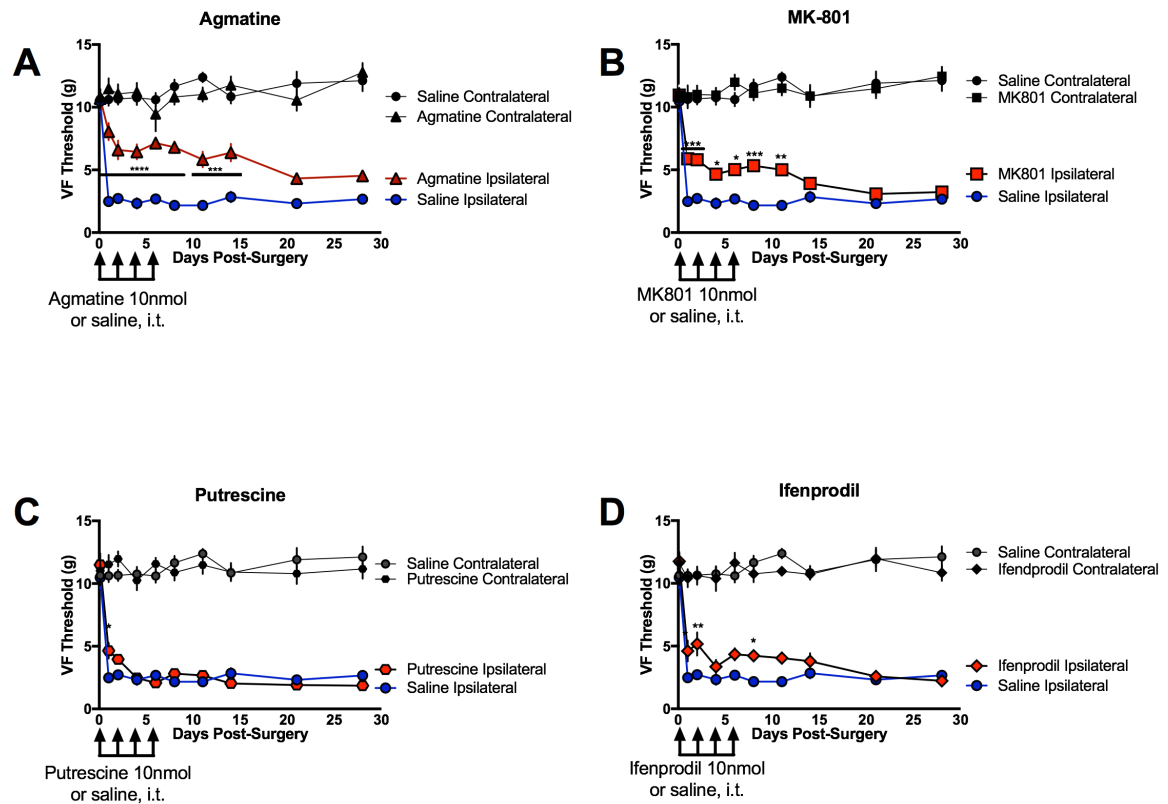 Agmatine
A
15
10
5
0
VF Threshold (g)
****
***
0 5 10 15 20 25 30
Days Post-Surgery
Saline Contralateral
Agmatine Contralateral
Agmatine Ipsilateral
Saline Ipsilateral
Agmatine 10nmol
or saline, i.t.
MK-801
B
15
10
5
0
VF Threshold (g)
***
*
*
***
**
0 5 10 15 20 25 30
Days Post-Surgery
Saline Contralateral
MK801 Contralateral
MK801 Ipsilateral
Saline Ipsilateral
MK801 10nmol
or saline, i.t.
Putrescine
C
15
10
5
0
VF Threshold (g)
*
0 5 10 15 20 25 30
Days Post-Surgery
Saline Contralateral
Putrescine Contralateral
Putrescine Ipsilateral
Saline Ipsilateral
Putrescine 10nmol
or saline, i.t.
Ifenprodil
D
15
10
5
0
VF Threshold (g)
*
**
*
0 5 10 15 20 25 30
Days Post-Surgery
Saline Contralateral
Ifendprodil Contralateral
Ifenprodil Ipsilateral
Saline Ipsilateral
Ifenprodil 10nmol
or saline, i.t.